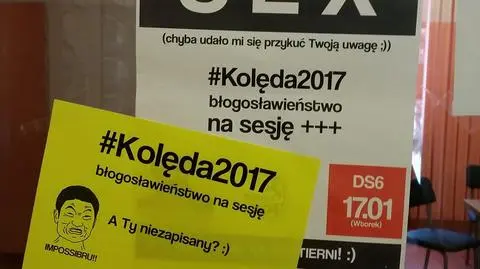 SEX
(chyba udało mi się przykuć Twoją uwagę ;))
#Kolęda2017
błogosławieństwo
na sesję +++
DS6
17.01
(Wtorek)
TIERNI! :)
#Kolęda2017
błogosławieństwo na sesję
A Ty niezapisany? ;)
IMPOSSIBRU!!